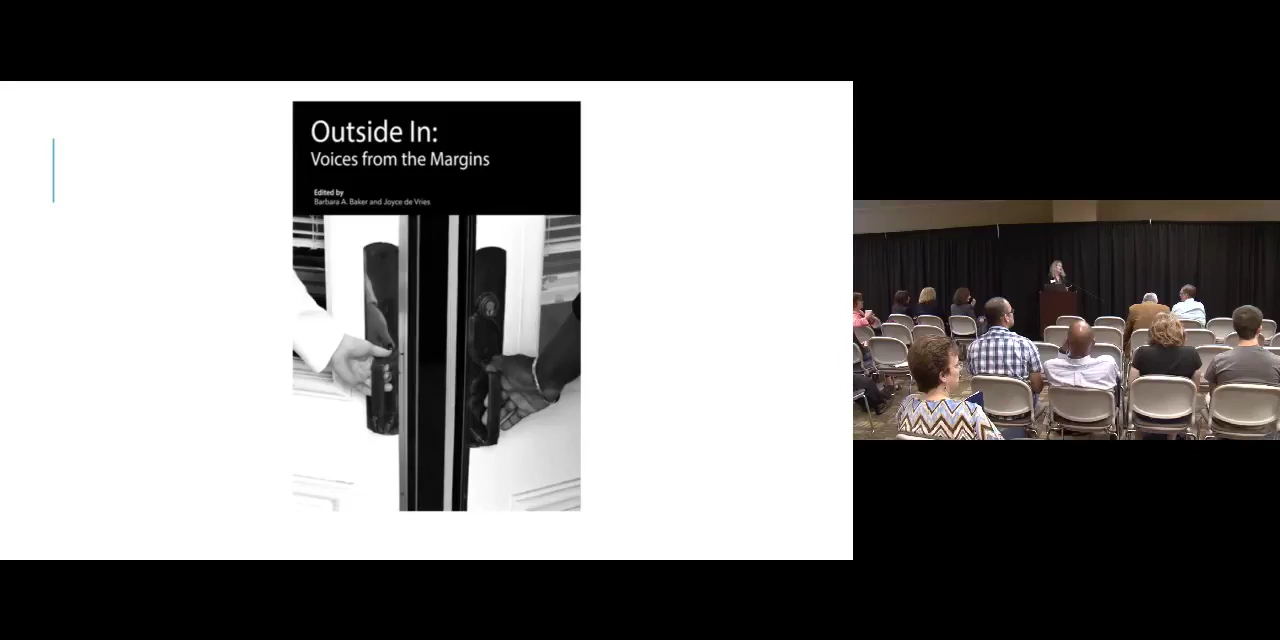 Outside In:
Voices from the Margins
Edited by
Barbara A. Baker and Joyce de Vries